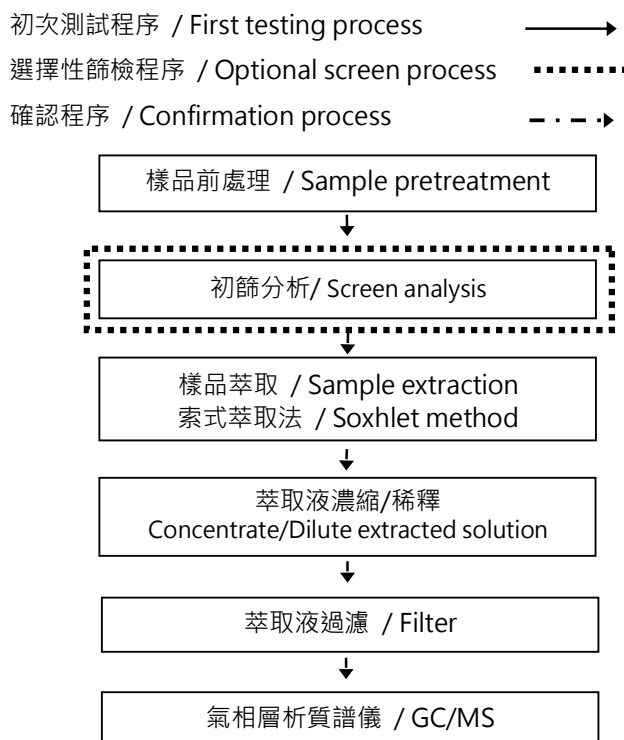 初次測試程序 / First testing process
選擇性篩檢程序 / Optional screen process
確認程序 / Confirmation process
樣品前處理 / Sample pretreatment
初篩分析/ Screen analysis
樣品萃取 / Sample extraction
索式萃取法 / Soxhlet method
萃取液濃縮/稀釋
Concentrate/Dilute extracted solution
萃取液過濾 / Filter
氣相層析質譜儀 / GC/MS